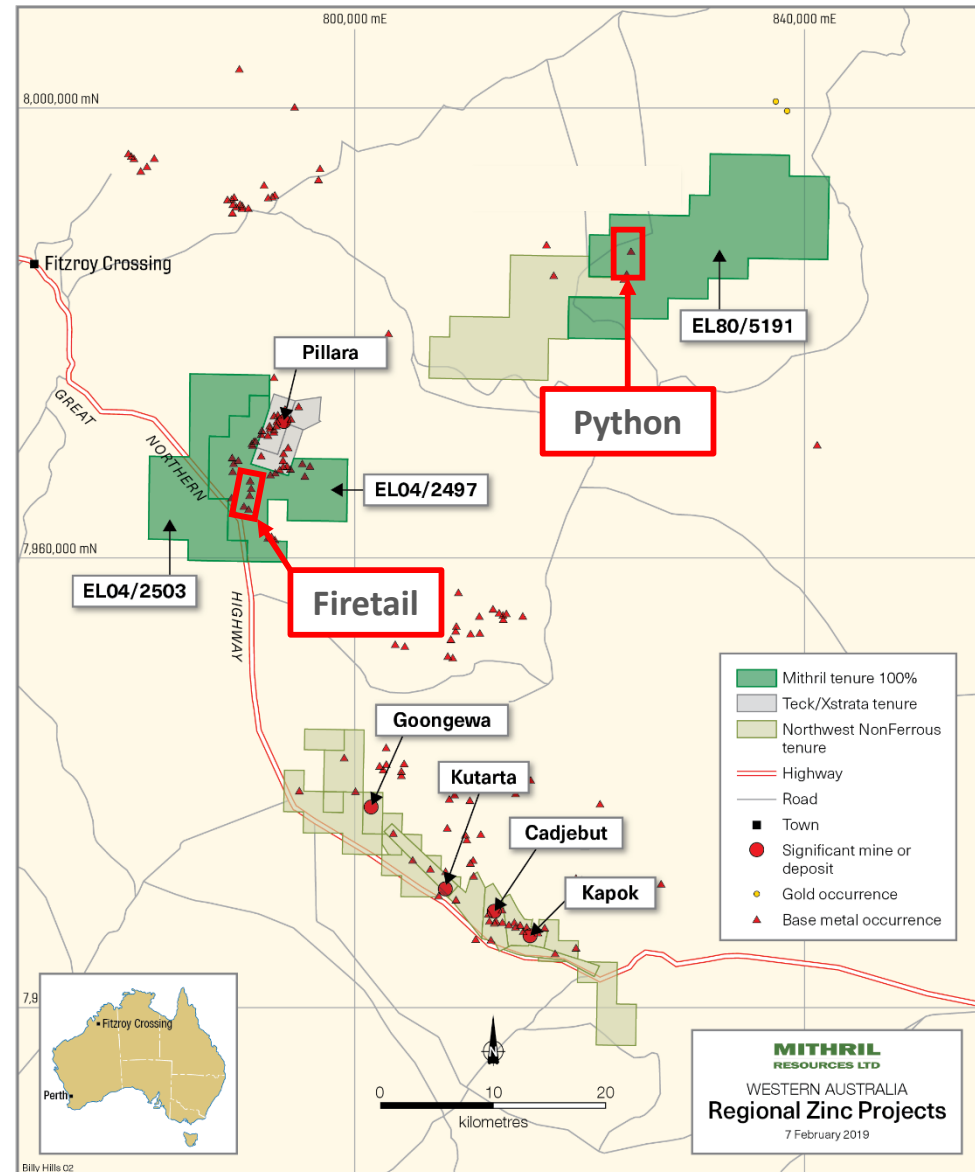 800,000 mE
840,000 mE
8,000,000 mN
Fitzroy Crossing
EL80/5191
Pillara
Python
GREAT
NORTHERN
HIGHWAY
EL04/2497
7,960,000 mN
EL04/2503
Firetail
Mithril tenure 100%
Teck/Xstrata tenure
Northwest NonFerrous
tenure
Highway
Road
Town
Significant mine or
deposit
Gold occurrence
Base metal occurrence
Goongewa
Kutarta
Cadjebut
Kapok
7,9
Fitzroy Crossing
Perth
0 10 20
kilometres
MITHRIL
RESOURCES LTD
WESTERN AUSTRALIA
Regional Zinc Projects
7 February 2019
Billy Hills 02